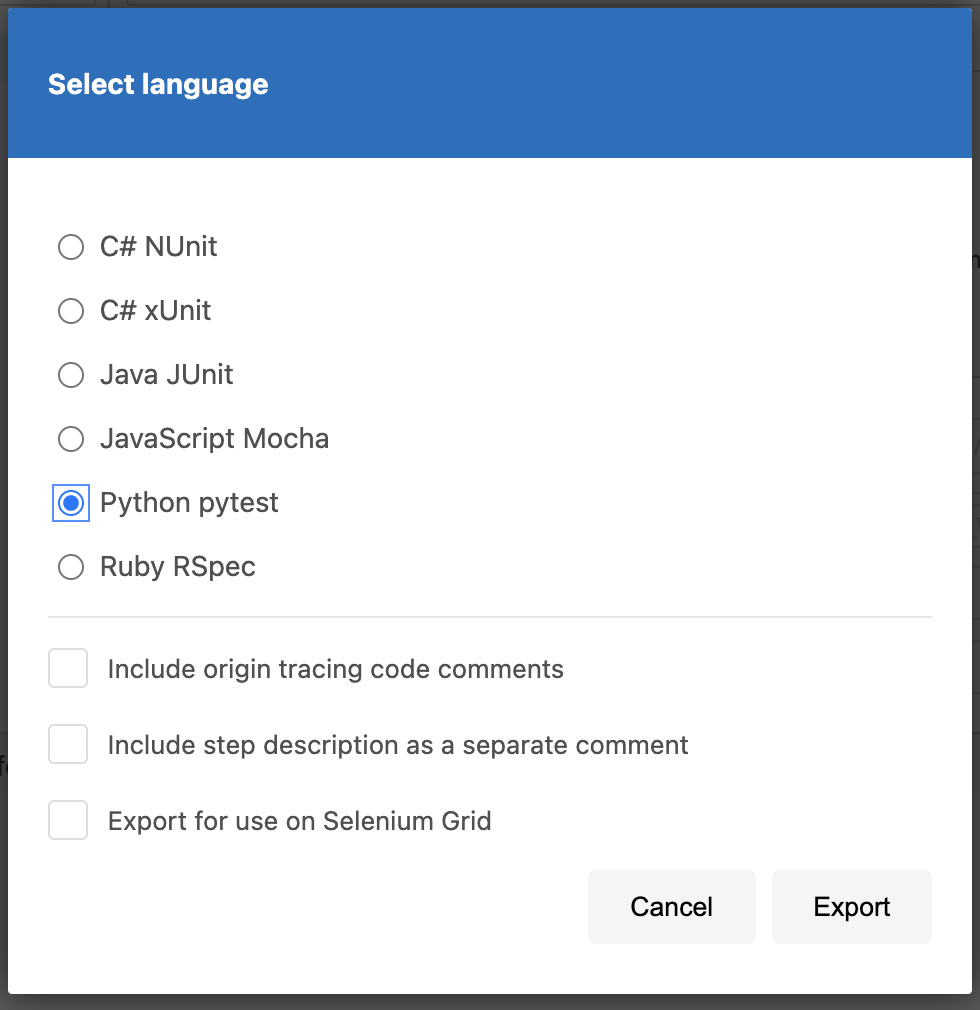 Select language
C# NUnit
C# xUnit
Java JUnit
JavaScript Mocha
Python pytest
Ruby RSpec
Include origin tracing code comments
Include step description as a separate comment
Export for use on Selenium Grid
Cancel
Export